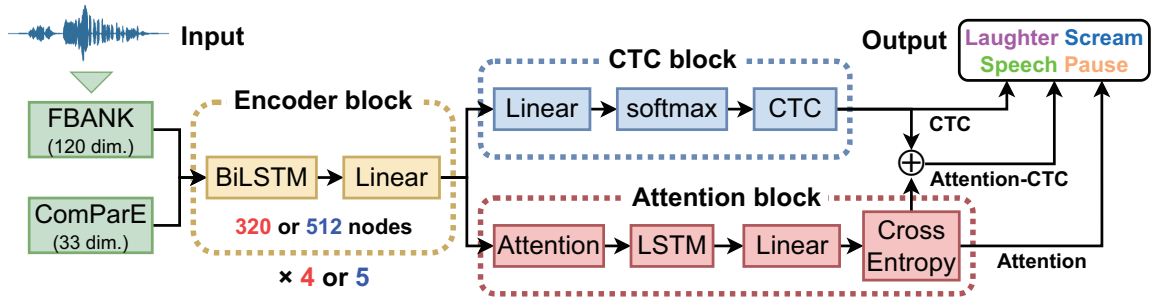 Input
FBANK
(120 dim.)
ComParE
(33 dim.)
Encoder block
BiLSTM
Linear
320 or 512 nodes
× 4 or 5
CTC block
Linear
softmax
CTC
Attention block
Attention
LSTM
Linear
Cross
Entropy
CTC
+
Attention-CTC
Attention
Output
Laughter Scream
Speech Pause